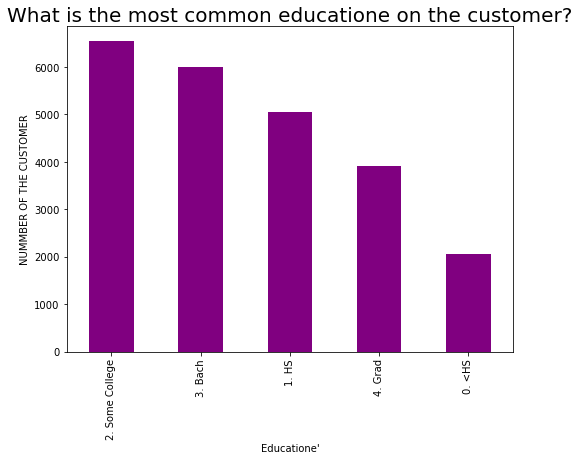 What is the most common educatione on the customer?
NUMMBER OF THE CUSTOMER
6000
5000
4000
3000
2000
1000
0
2. Some College
3. Bach
1. HS
4. Grad
0. <HS
Educatione'